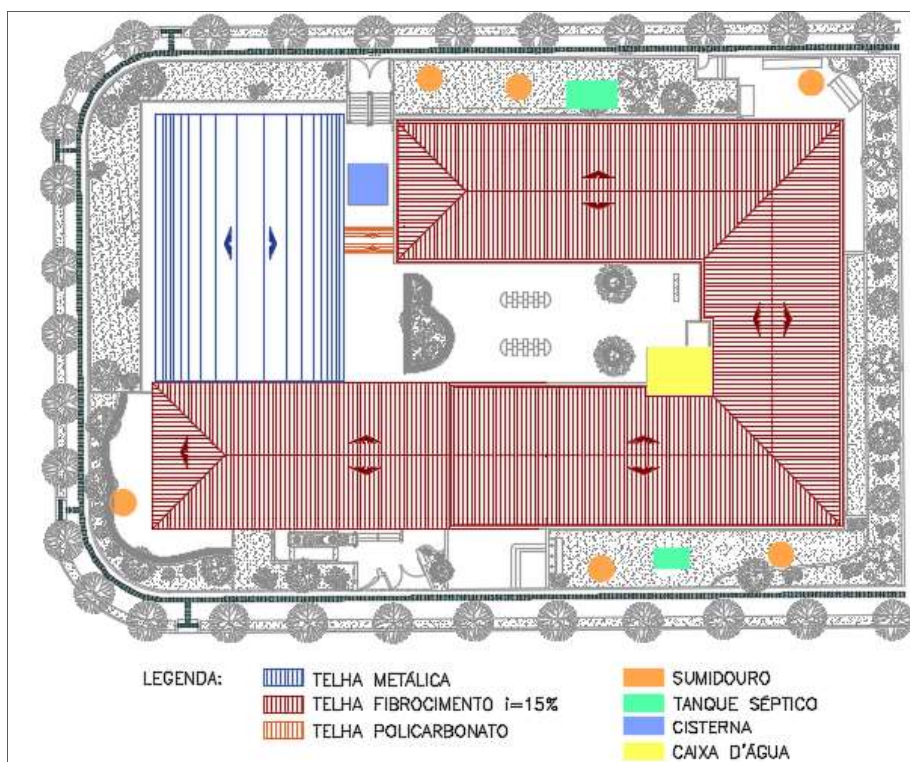 LEGENDA:
TELHA METÁLICA
TELHA FIBROCIMENTO i=15%
TELHA POLICARBONATO
SUMIDOURO
TANQUE SÉPTICO
CISTERNA
CAIXA D'ÁGUA